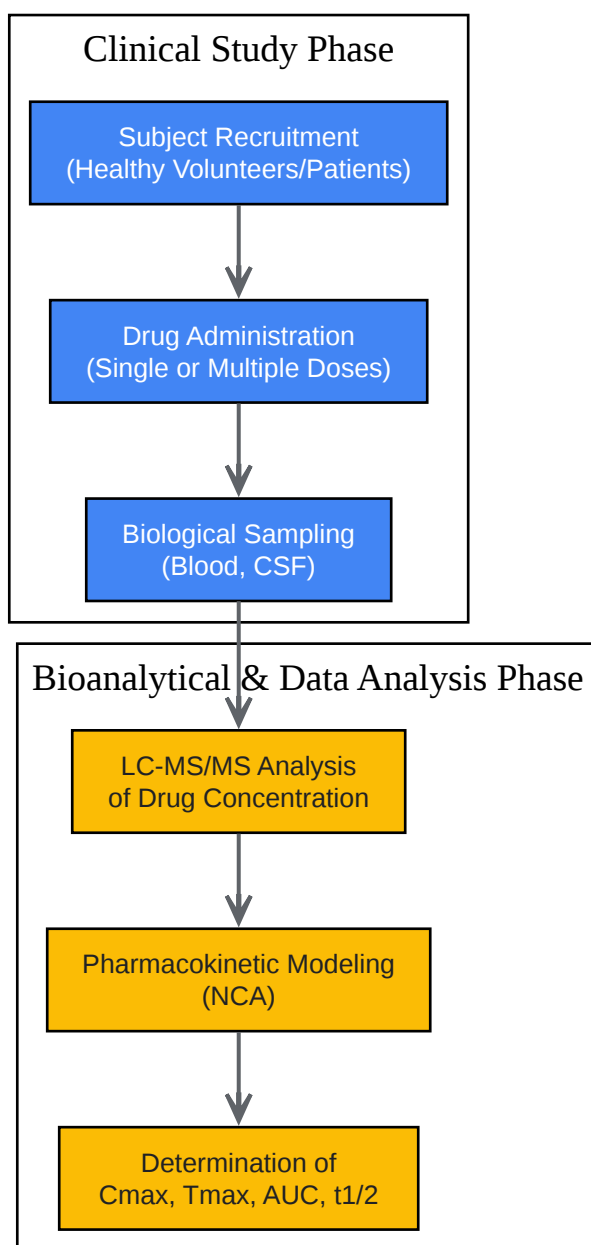 Clinical Study Phase
Subject Recruitment
(Healthy Volunteers/Patients)
Drug Administration
(Single or Multiple Doses)
Biological Sampling
(Blood, CSF)
Bioanalytical & Data Analysis Phase
LC-MS/MS Analysis
of Drug Concentration
Pharmacokinetic Modeling
(NCA)
Determination of
Cmax, Tmax, AUC, t1/2